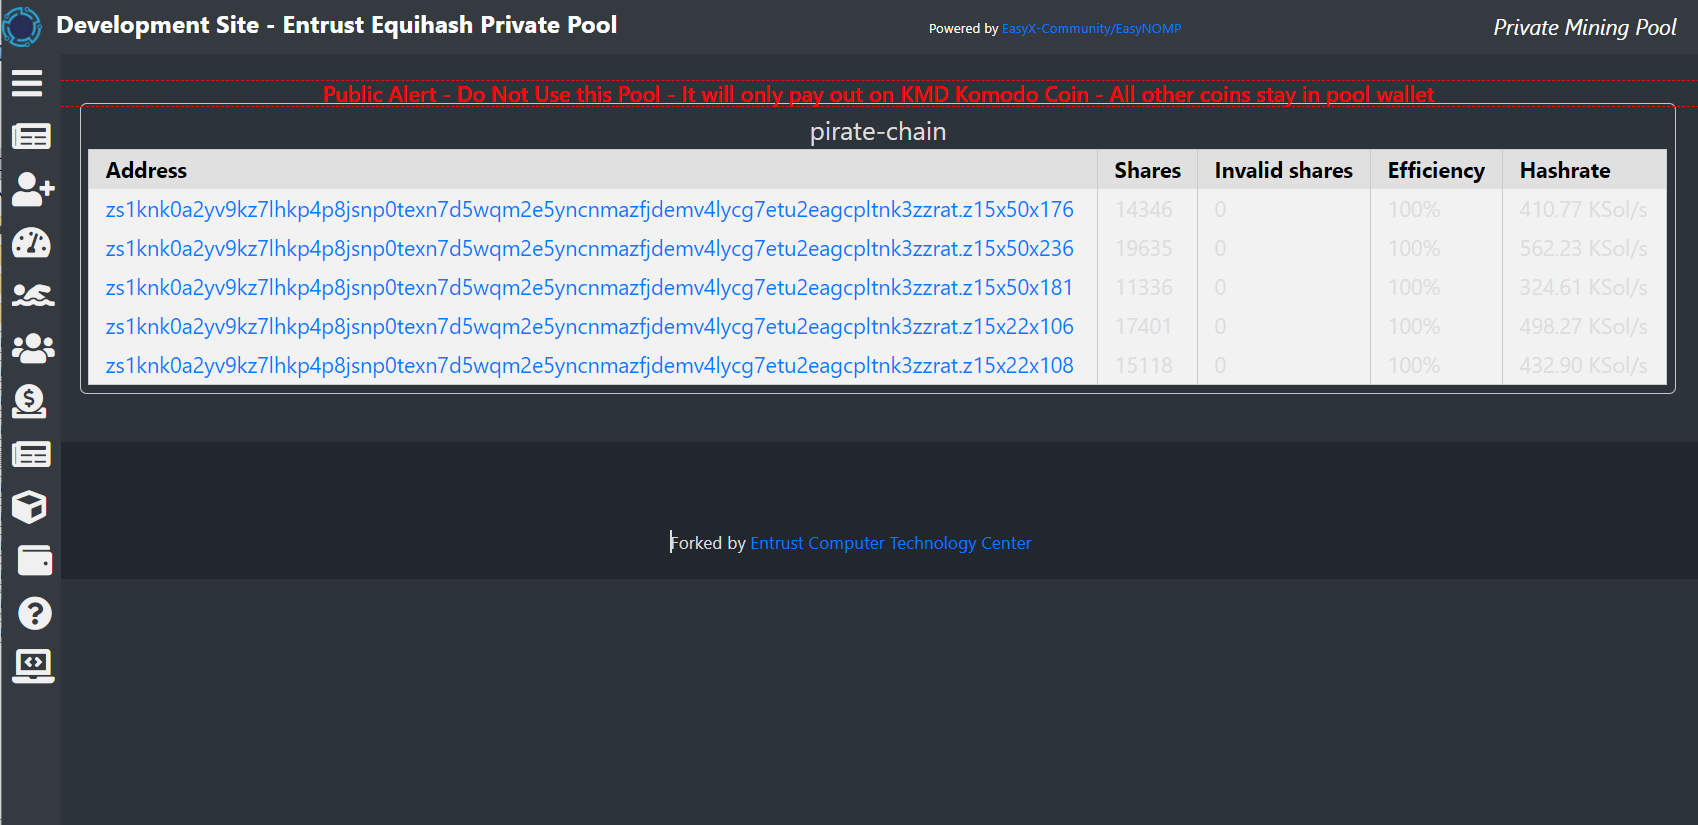 Development Site - Entrust Equihash Private Pool
Powered by EasyX-Community/EasyNOMP
Private Mining Pool
Public Alert - Do Not Use this Pool - It will only pay out on KMD Komodo Coin - All other coins stay in pool wallet
pirate-chain
Address Shares Invalid shares Efficiency Hashrate
zs1knk0a2yv9kz7lhkp4p8jsnp0texn7d5wqm2e5yncnmazfjdemv4lycg7etu2eagcpltnk3zzrat.z15x50x176 14346 0 100% 410.77 KSol/s
zs1knk0a2yv9kz7lhkp4p8jsnp0texn7d5wqm2e5yncnmazfjdemv4lycg7etu2eagcpltnk3zzrat.z15x50x236 19635 0 100% 562.23 KSol/s
zs1knk0a2yv9kz7lhkp4p8jsnp0texn7d5wqm2e5yncnmazfjdemv4lycg7etu2eagcpltnk3zzrat.z15x50x181 11336 0 100% 324.61 KSol/s
zs1knk0a2yv9kz7lhkp4p8jsnp0texn7d5wqm2e5yncnmazfjdemv4lycg7etu2eagcpltnk3zzrat.z15x22x106 17401 0 100% 498.27 KSol/s
zs1knk0a2yv9kz7lhkp4p8jsnp0texn7d5wqm2e5yncnmazfjdemv4lycg7etu2eagcpltnk3zzrat.z15x22x108 15118 0 100% 432.90 KSol/s
Forked by Entrust Computer Technology Center